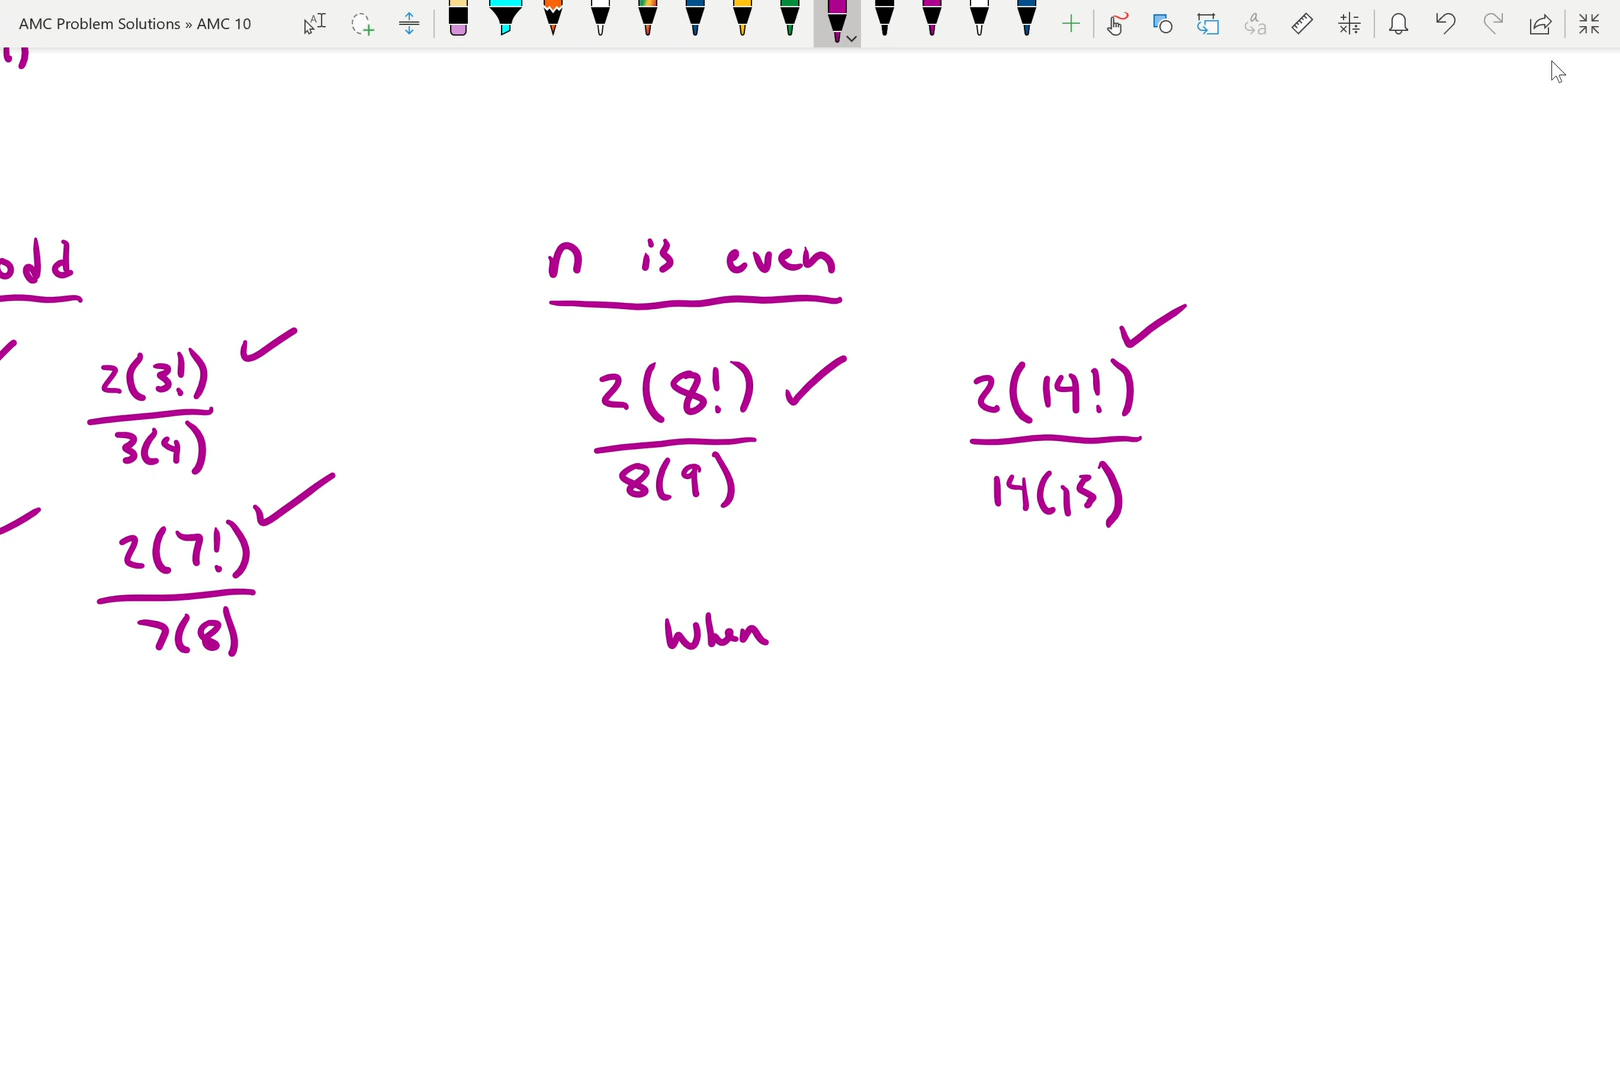 AMC Problem Solutions » AMC 10
odd
n is even
2(3!)
3(4)
2(8!)
8(9)
2(14!)
14(15)
2(7!)
7(8)
When